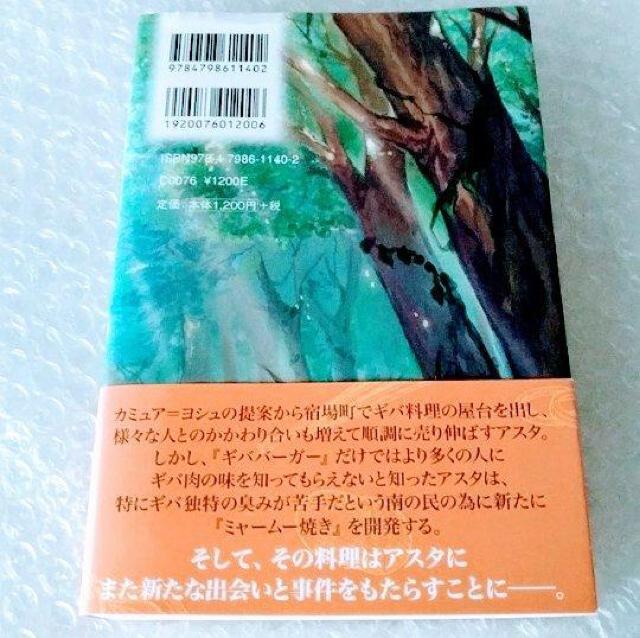 9784798611402
1920076012006
ISBN978-4-7986-1140-2
C0076 ¥1200E
定価：本体1,200円+税
カミュア＝ヨシュの提案から宿場町でギバ料理の屋台を出し、
様々な人とのかかわり合いも増えて順調に売り伸ばすアスタ。
しかし、『ギババーガー』だけではより多くの人に
ギバ肉の味を知ってもらえないと知ったアスタは、
特にギバ独特の臭みが苦手だという南の民の為に新たに
『ミャームー焼き』を開発する。
そして、その料理はアスタに
また新たな出会いと事件をもたらすことに――。